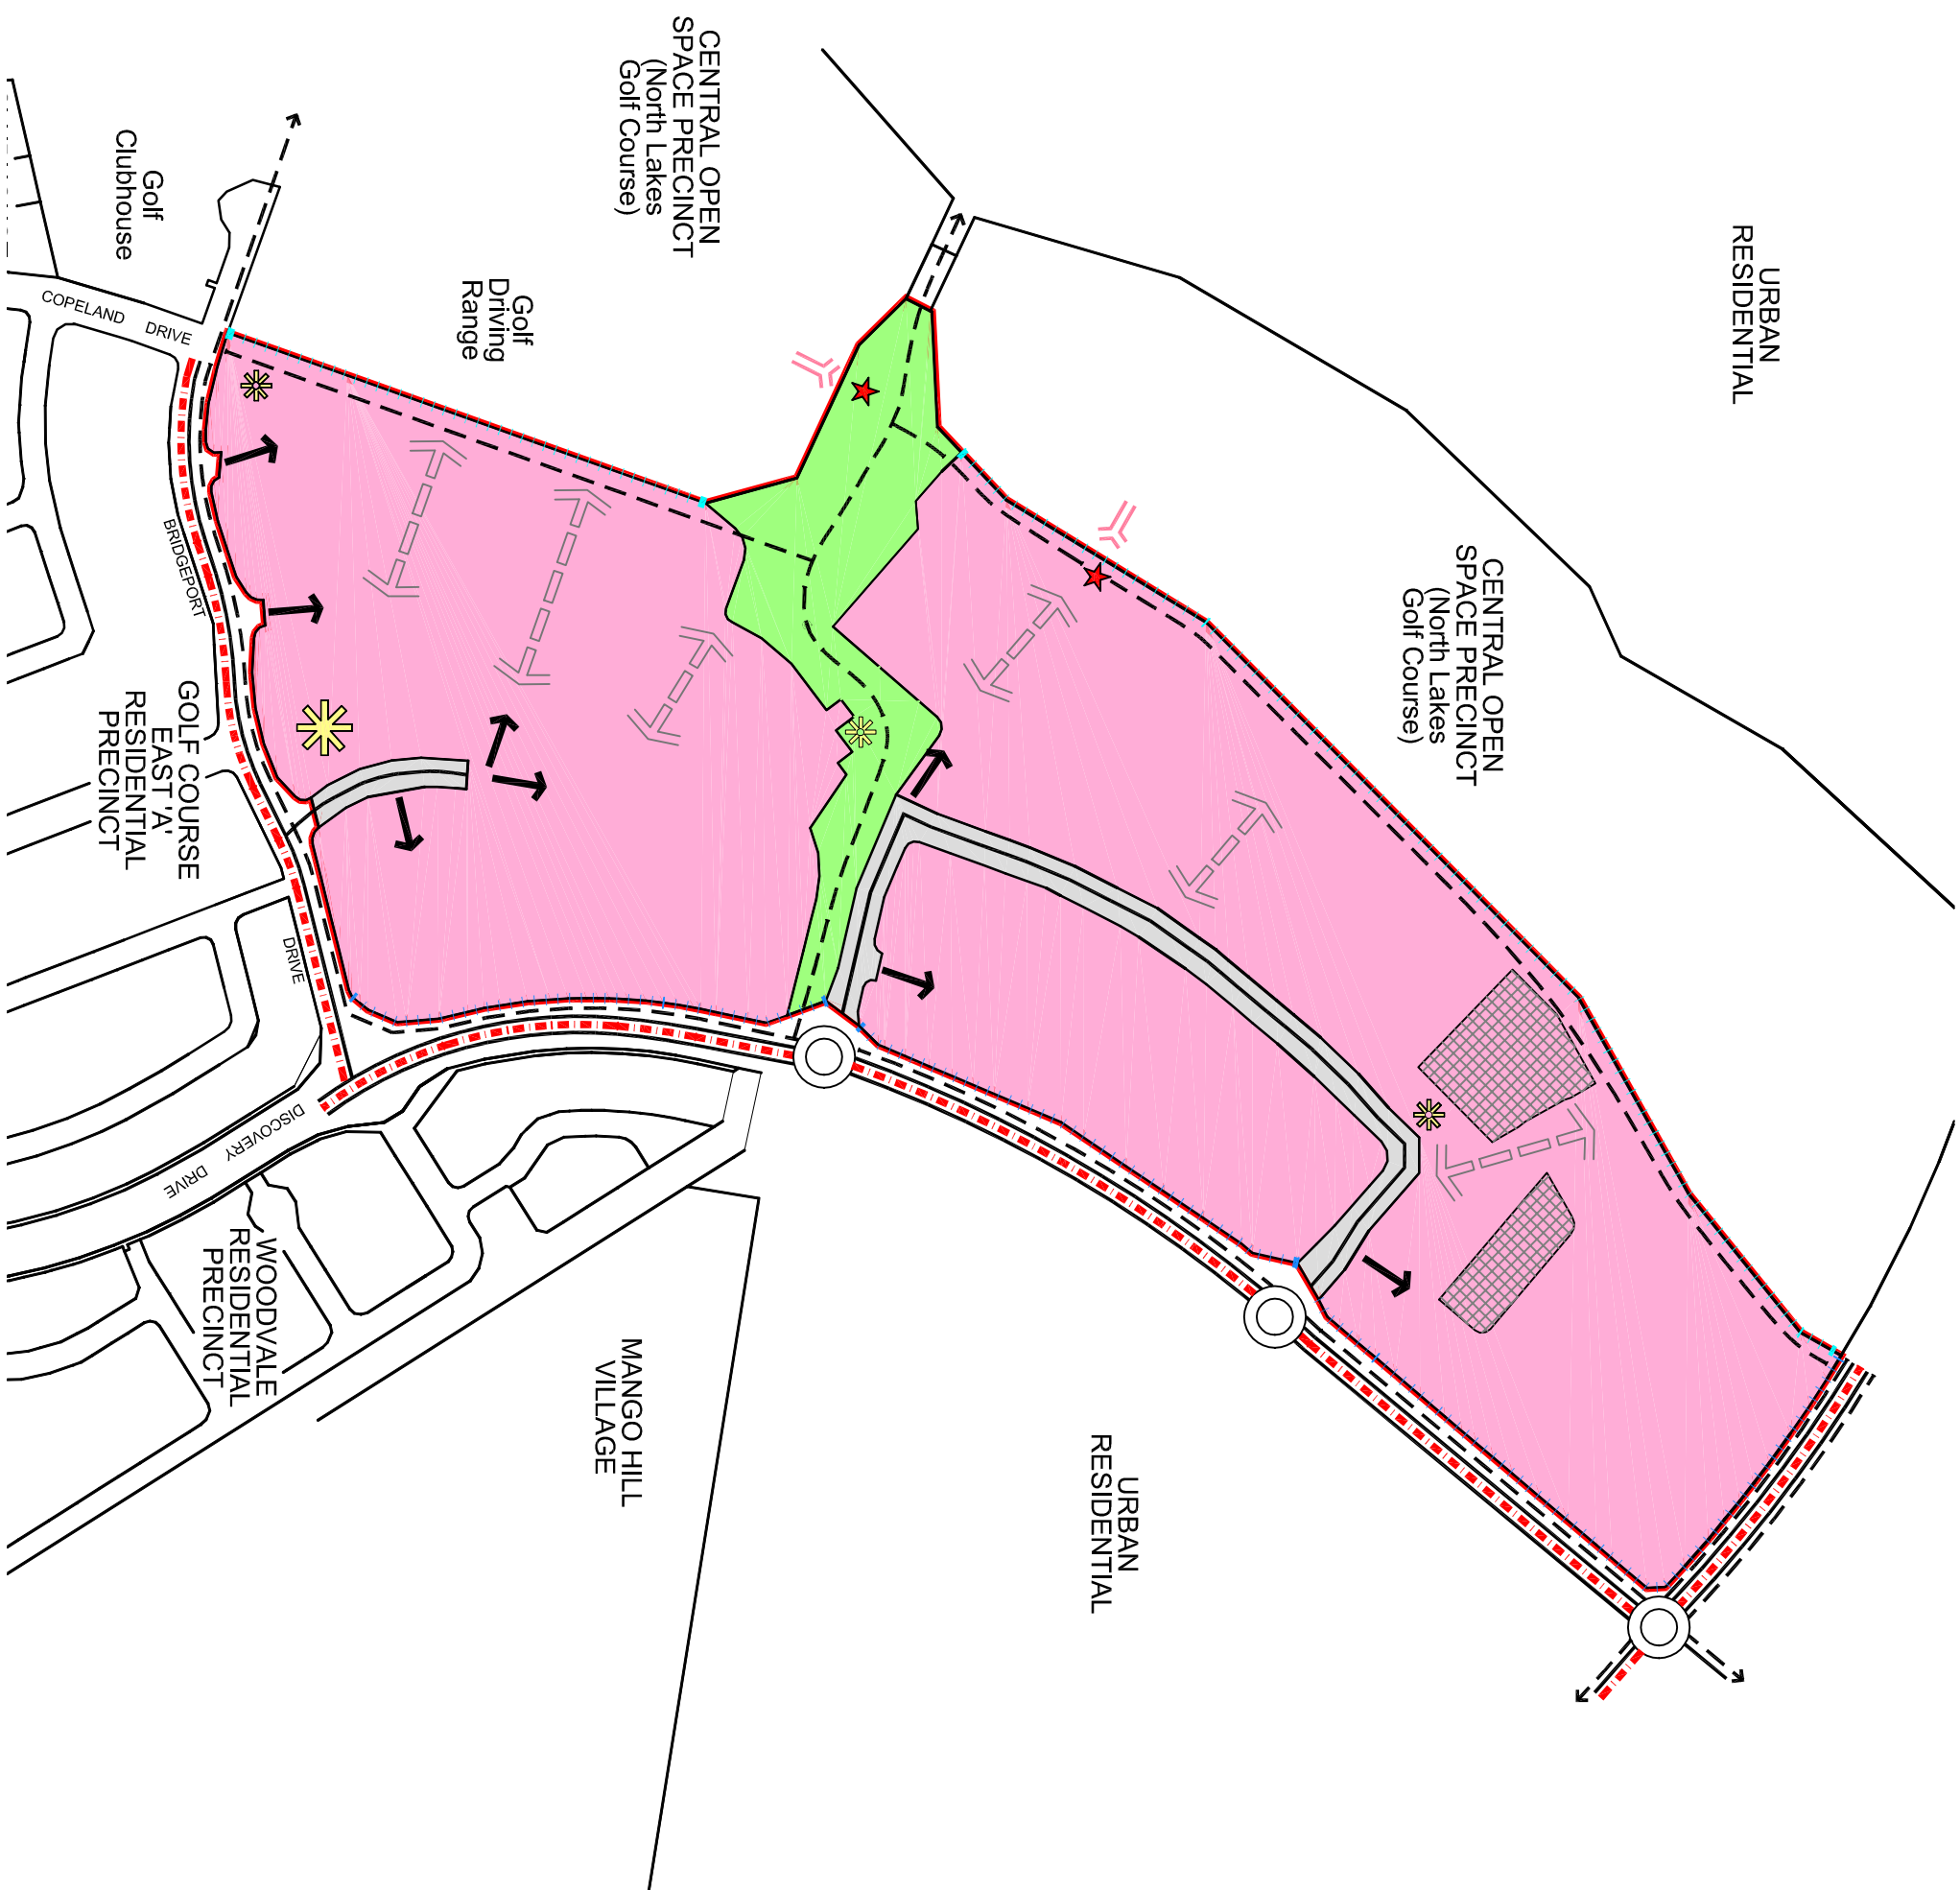 CENTRAL OPEN
SPACE PRECINCT
(North Lakes
Golf Course)
URBAN
RESIDENTIAL
Golf
Clubhouse
COPELAND DRIVE
Golf
Driving
Range
CENTRAL OPEN
SPACE PRECINCT
(North Lakes
Golf Course)
BRIDGEPORT
DRIVE
GOLF COURSE
EAST 'A'
RESIDENTIAL
PRECINCT
DISCOVERY DRIVE
WOODVALE
RESIDENTIAL
PRECINCT
MANGO HILL
VILLAGE
URBAN
RESIDENTIAL